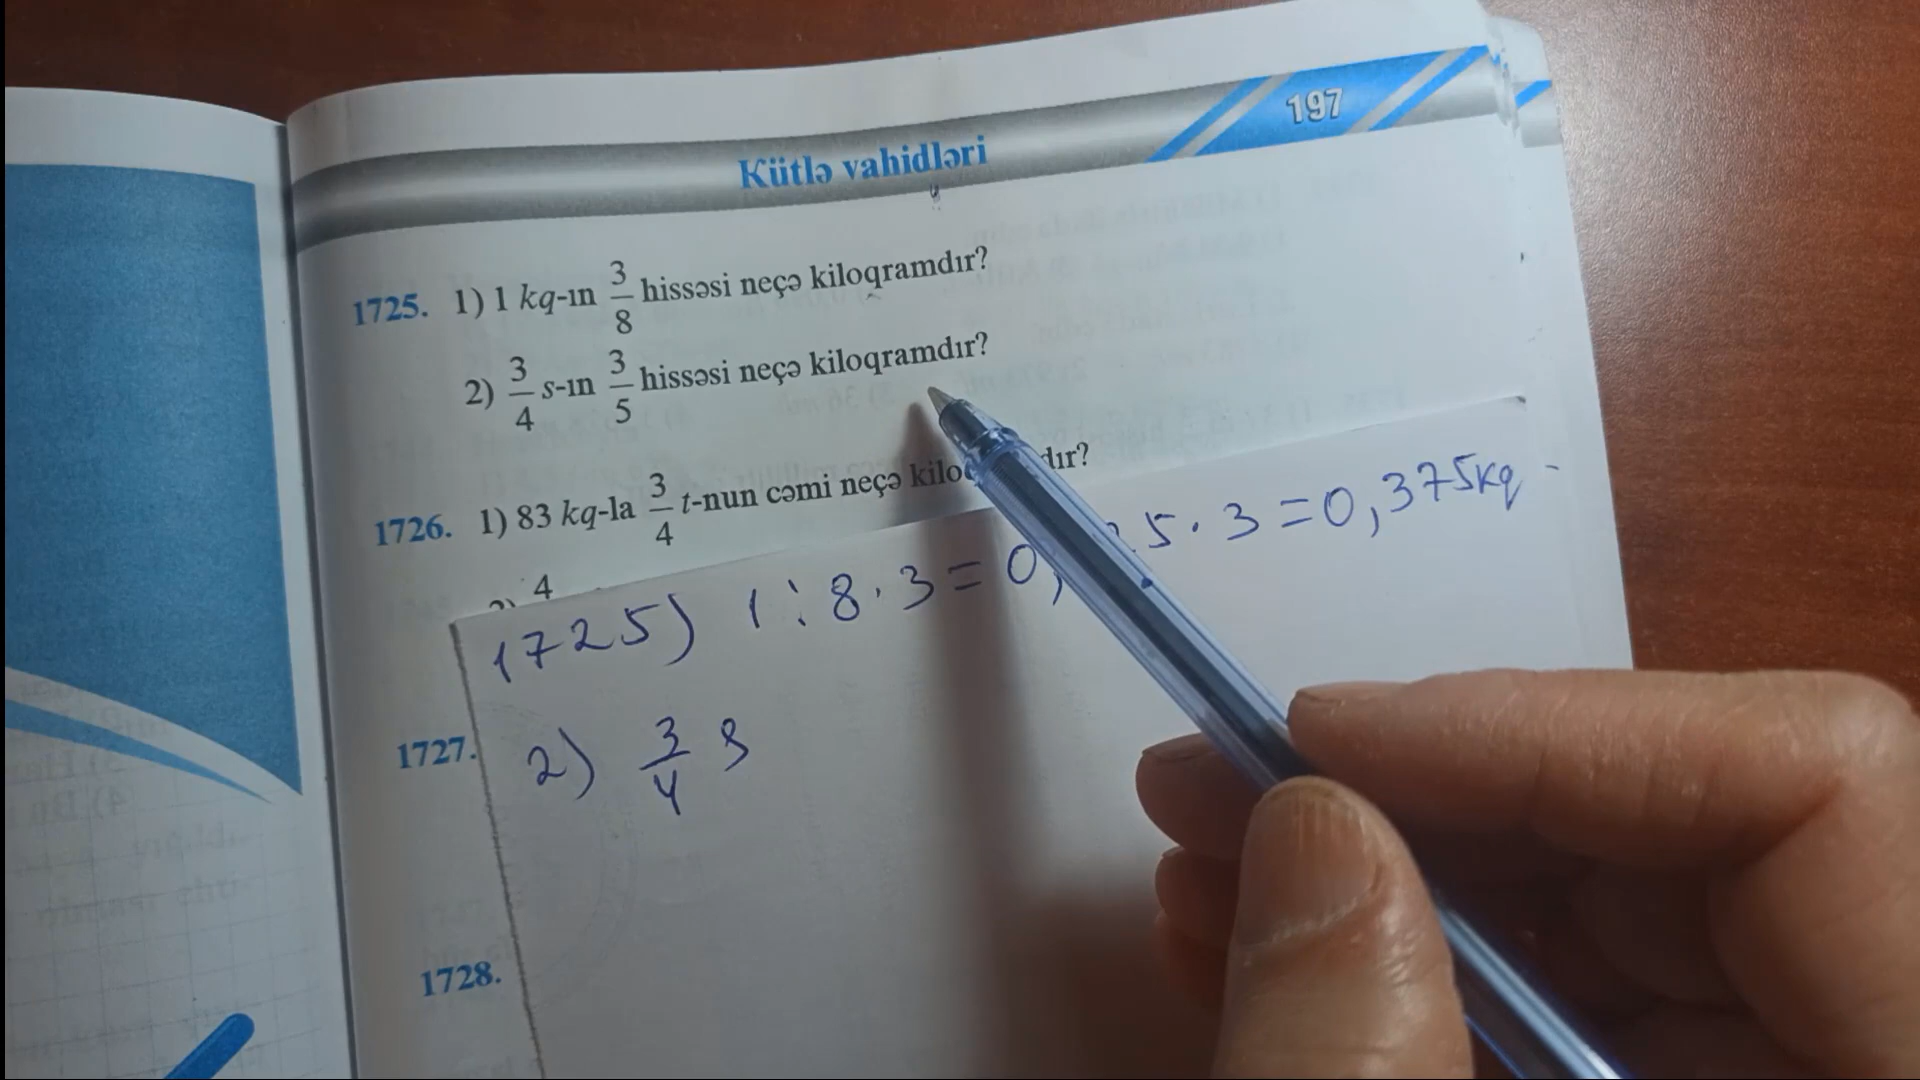 197
Kütlə vahidləri
1725. 1) 1 kq-ın 3/8 hissəsi neçə kiloqramdır?
2) 3/4 s-ın 3/5 hissəsi neçə kiloqramdır?
1726. 1) 83 kq-la 3/4 t-nun cəmi neçə
4
1725) 1 : 8 · 3 = 0, 5 · 3 = 0,375kq
1727.
2) 3/4 s
1728.